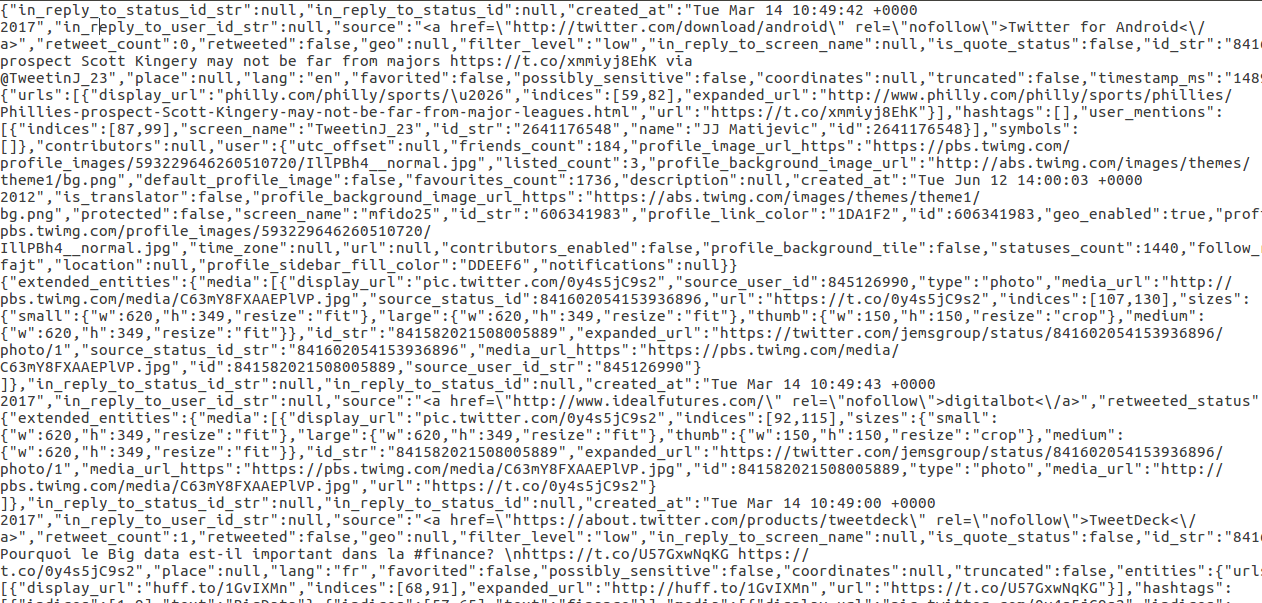 {"in_reply_to_status_id_str":null,"in_reply_to_status_id":null,"created_at":"Tue Mar 14 10:49:42 +0000
2017","in_reply_to_user_id_str":null,"source":"<a href=\"http://twitter.com/download/android\" rel=\"nofollow\">Twitter for Android<\/
a>","retweet_count":0,"retweeted":false,"geo":null,"filter_level":"low","in_reply_to_screen_name":null,"is_quote_status":false,"id_str":"841
prospect Scott Kingery may not be far from majors https://t.co/xmmiyj8EhK via
@TweetinJ_23","place":null,"lang":"en","favorited":false,"possibly_sensitive":false,"coordinates":null,"truncated":false,"timestamp_ms":"1489
{"urls":[{"display_url":"philly.com/philly/sports/\u2026","indices":[59,82],"expanded_url":"http://www.philly.com/philly/sports/phillies/
Phillies-prospect-Scott-Kingery-may-not-be-far-from-major-leagues.html","url":"https://t.co/xmmiyj8EhK"}],"hashtags":[],"user_mentions":
[{"indices":[87,99],"screen_name":"TweetinJ_23","id_str":"2641176548","name":"JJ Matijevic","id":2641176548}],"symbols":
[]},"contributors":null,"user":{"utc_offset":null,"friends_count":184,"profile_image_url_https":"https://pbs.twimg.com/
profile_images/593229646260510720/IllPBh4__normal.jpg","listed_count":3,"profile_background_image_url":"http://abs.twimg.com/images/themes/
theme1/bg.png","default_profile_image":false,"favourites_count":1736,"description":null,"created_at":"Tue Jun 12 14:00:03 +0000
2012","is_translator":false,"profile_background_image_url_https":"https://abs.twimg.com/images/themes/theme1/
bg.png","protected":false,"screen_name":"mfido25","id_str":"606341983","profile_link_color":"1DA1F2","id":606341983,"geo_enabled":true,"prof
pbs.twimg.com/profile_images/593229646260510720/
IllPBh4__normal.jpg","time_zone":null,"url":null,"contributors_enabled":false,"profile_background_tile":false,"statuses_count":1440,"follow_
fajt","location":null,"profile_sidebar_fill_color":"DDEEF6","notifications":null}}
{"extended_entities":{"media":[{"display_url":"pic.twitter.com/0y4s5jC9s2","source_user_id":845126990,"type":"photo","media_url":"http://
pbs.twimg.com/media/C63mY8FXAAEPlVP.jpg","source_status_id":841602054153936896,"url":"https://t.co/0y4s5jC9s2","indices":[107,130],"sizes":
{"small":{"w":620,"h":349,"resize":"fit"},"large":{"w":620,"h":349,"resize":"fit"},"thumb":{"w":150,"h":150,"resize":"crop"},"medium":
{"w":620,"h":349,"resize":"fit"}},"id_str":"841582021508005889","expanded_url":"https://twitter.com/jemsgroup/status/841602054153936896/
photo/1","source_status_id_str":"841602054153936896","media_url_https":"https://pbs.twimg.com/media/
C63mY8FXAAEPlVP.jpg","id":841582021508005889,"source_user_id_str":"845126990"}
]},"in_reply_to_status_id_str":null,"in_reply_to_status_id":null,"created_at":"Tue Mar 14 10:49:43 +0000
2017","in_reply_to_user_id_str":null,"source":"<a href=\"http://www.idealfutures.com/\" rel=\"nofollow\">digitalbot<\/a>","retweeted_status"
{"extended_entities":{"media":[{"display_url":"pic.twitter.com/0y4s5jC9s2","indices":[92,115],"sizes":{"small":
{"w":620,"h":349,"resize":"fit"},"large":{"w":620,"h":349,"resize":"fit"},"thumb":{"w":150,"h":150,"resize":"crop"},"medium":
{"w":620,"h":349,"resize":"fit"}},"id_str":"841582021508005889","expanded_url":"https://twitter.com/jemsgroup/status/841602054153936896/
photo/1","media_url_https":"https://pbs.twimg.com/media/C63mY8FXAAEPlVP.jpg","id":841582021508005889,"type":"photo","media_url":"http://
pbs.twimg.com/media/C63mY8FXAAEPlVP.jpg","url":"https://t.co/0y4s5jC9s2"}
]},"in_reply_to_status_id_str":null,"in_reply_to_status_id":null,"created_at":"Tue Mar 14 10:49:00 +0000
2017","in_reply_to_user_id_str":null,"source":"<a href=\"https://about.twitter.com/products/tweetdeck\" rel=\"nofollow\">TweetDeck<\/
a>","retweet_count":1,"retweeted":false,"geo":null,"filter_level":"low","in_reply_to_screen_name":null,"is_quote_status":false,"id_str":"841
Pourquoi le Big data est-il important dans la #finance? \nhttps://t.co/U57GxwNqKG https://
t.co/0y4s5jC9s2","place":null,"lang":"fr","favorited":false,"possibly_sensitive":false,"coordinates":null,"truncated":false,"entities":{"urls
[{"display_url":"huff.to/1GvIXMn","indices":[68,91],"expanded_url":"http://huff.to/1GvIXMn","url":"https://t.co/U57GxwNqKG"}],"hashtags":